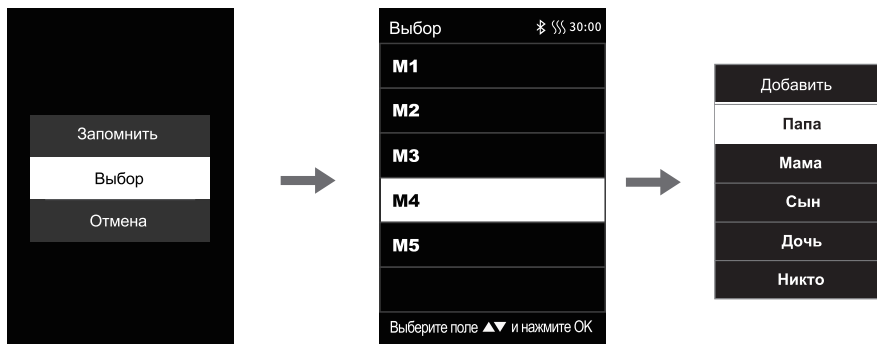 Запомнить
Выбор
Отмена
Выбор 30:00
M1
M2
M3
M4
M5
Выберите поле ▲▼ и нажмите OK
Добавить
Папа
Мама
Сын
Дочь
Никто